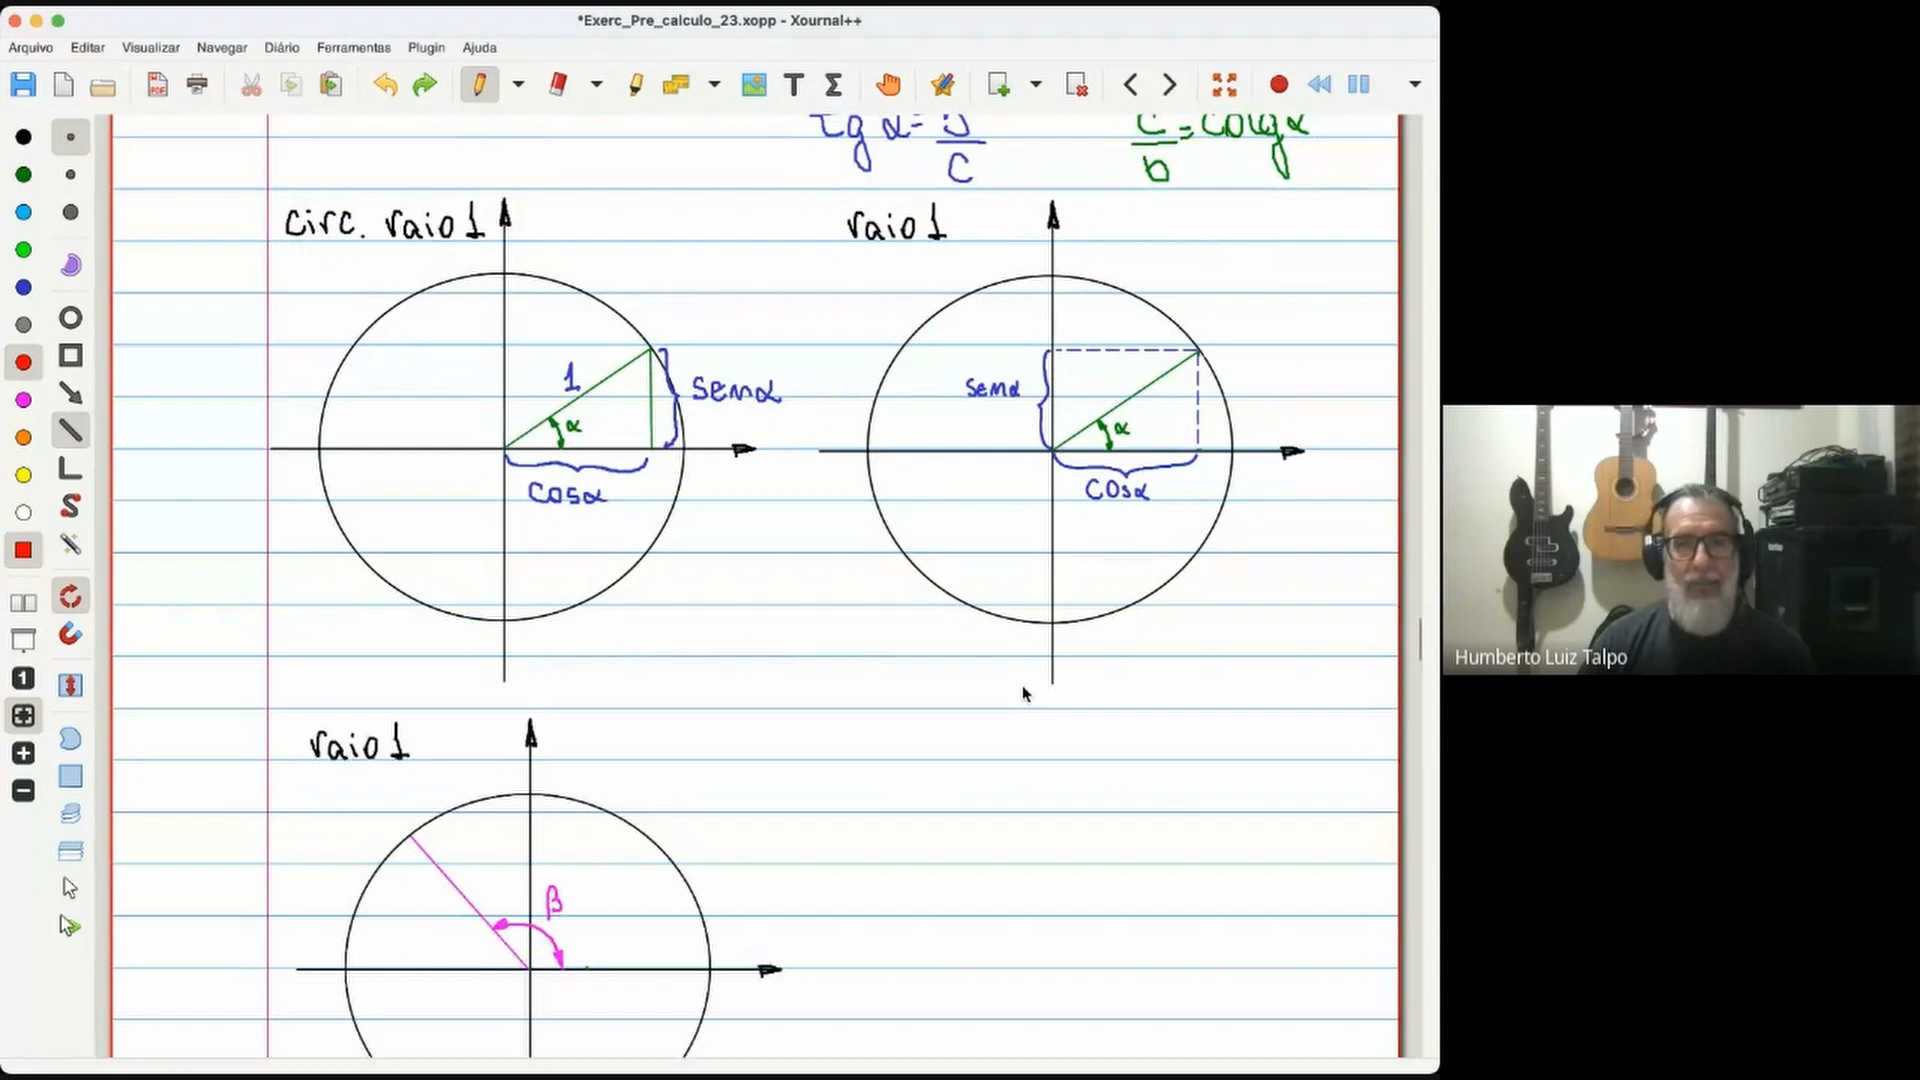 *Exerc_Pre_calculo_23.xopp - Xournal++
Arquivo Editar Visualizar Navegar Diário Ferramentas Plugin Ajuda
tg α = b/c
c/b = cotg α
circ. raio 1
raio 1
1
senα
α
cosα
senα
α
cosα
raio 1
β
1
Humberto Luiz Talpo